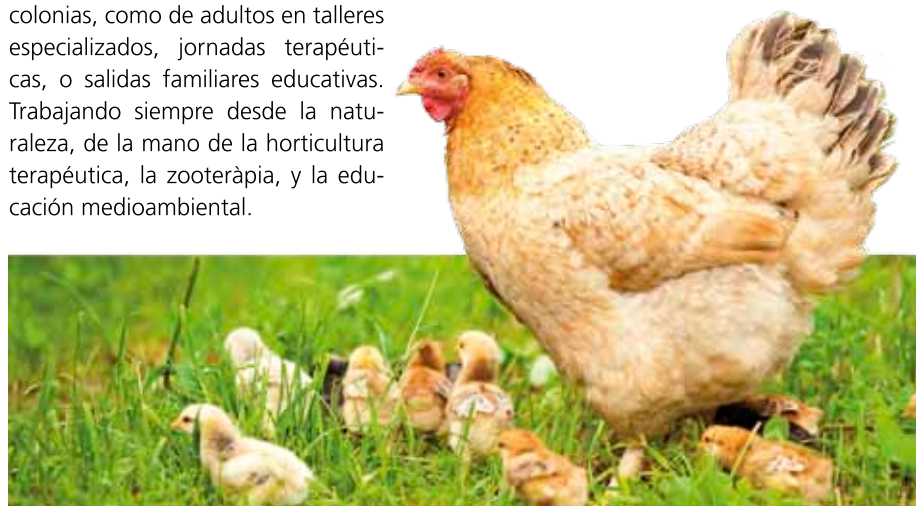 colonias, como de adultos en talleres
especializados, jornadas terapéuti-
cas, o salidas familiares educativas.
Trabajando siempre desde la natu-
raleza, de la mano de la horticultura
terapéutica, la zooteràpia, y la edu-
cación medioambiental.